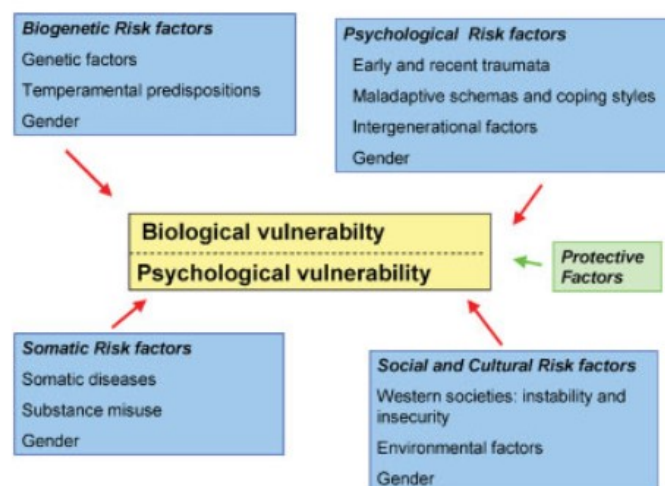 Biogenetic Risk factors
Genetic factors
Temperamental predispositions
Gender
Psychological Risk factors
Early and recent traumata
Maladaptive schemas and coping styles
Intergenerational factors
Gender
Biological vulnerabilty
Psychological vulnerability
Protective
Factors
Somatic Risk factors
Somatic diseases
Substance misuse
Gender
Social and Cultural Risk factors
Western societies: instability and
insecurity
Environmental factors
Gender